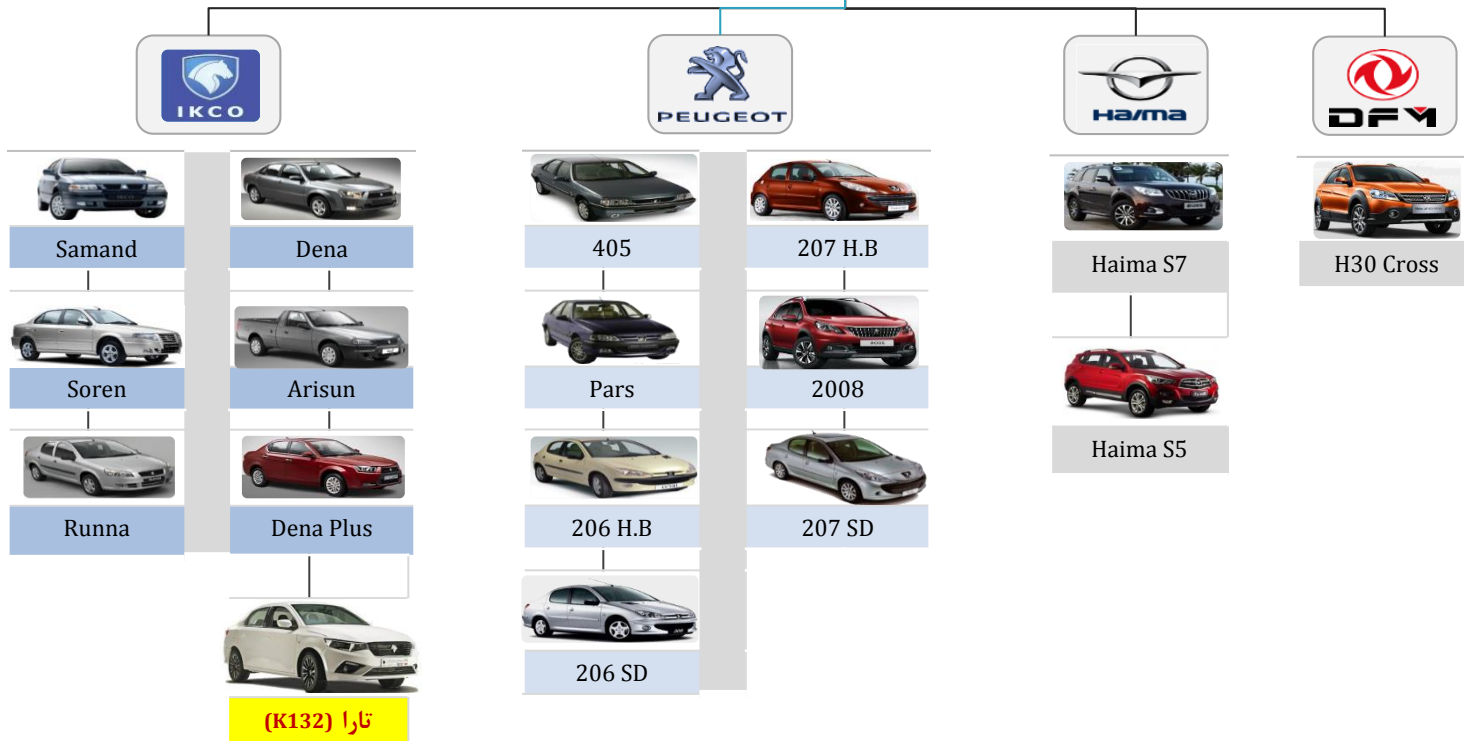 IKCO
PEUGEOT
Haima
DFM
Samand
Dena
405
207 H.B
Haima S7
H30 Cross
Soren
Arisun
Pars
2008
Haima S5
Runna
Dena Plus
206 H.B
207 SD
206 SD
تارا (K132)